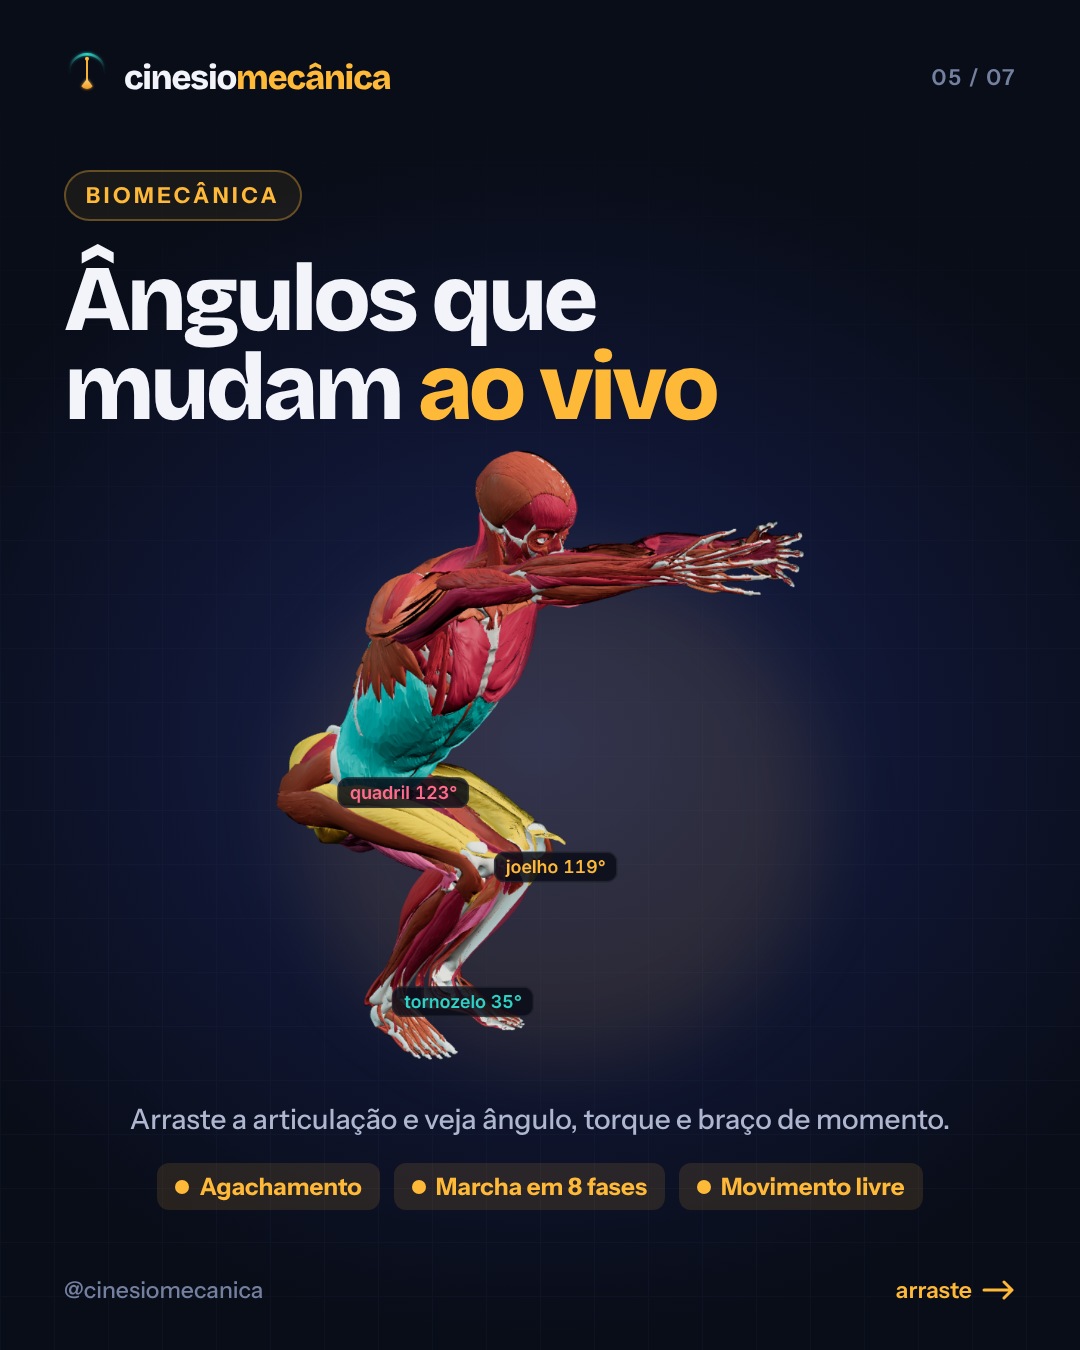 cinesiomecânica
05 / 07
BIOMECÂNICA
Ângulos que
mudam ao vivo
quadril 123°
joelho 119°
tornozelo 35°
Arraste a articulação e veja ângulo, torque e braço de momento.
Agachamento
Marcha em 8 fases
Movimento livre
@cinesiomecanica
arraste →